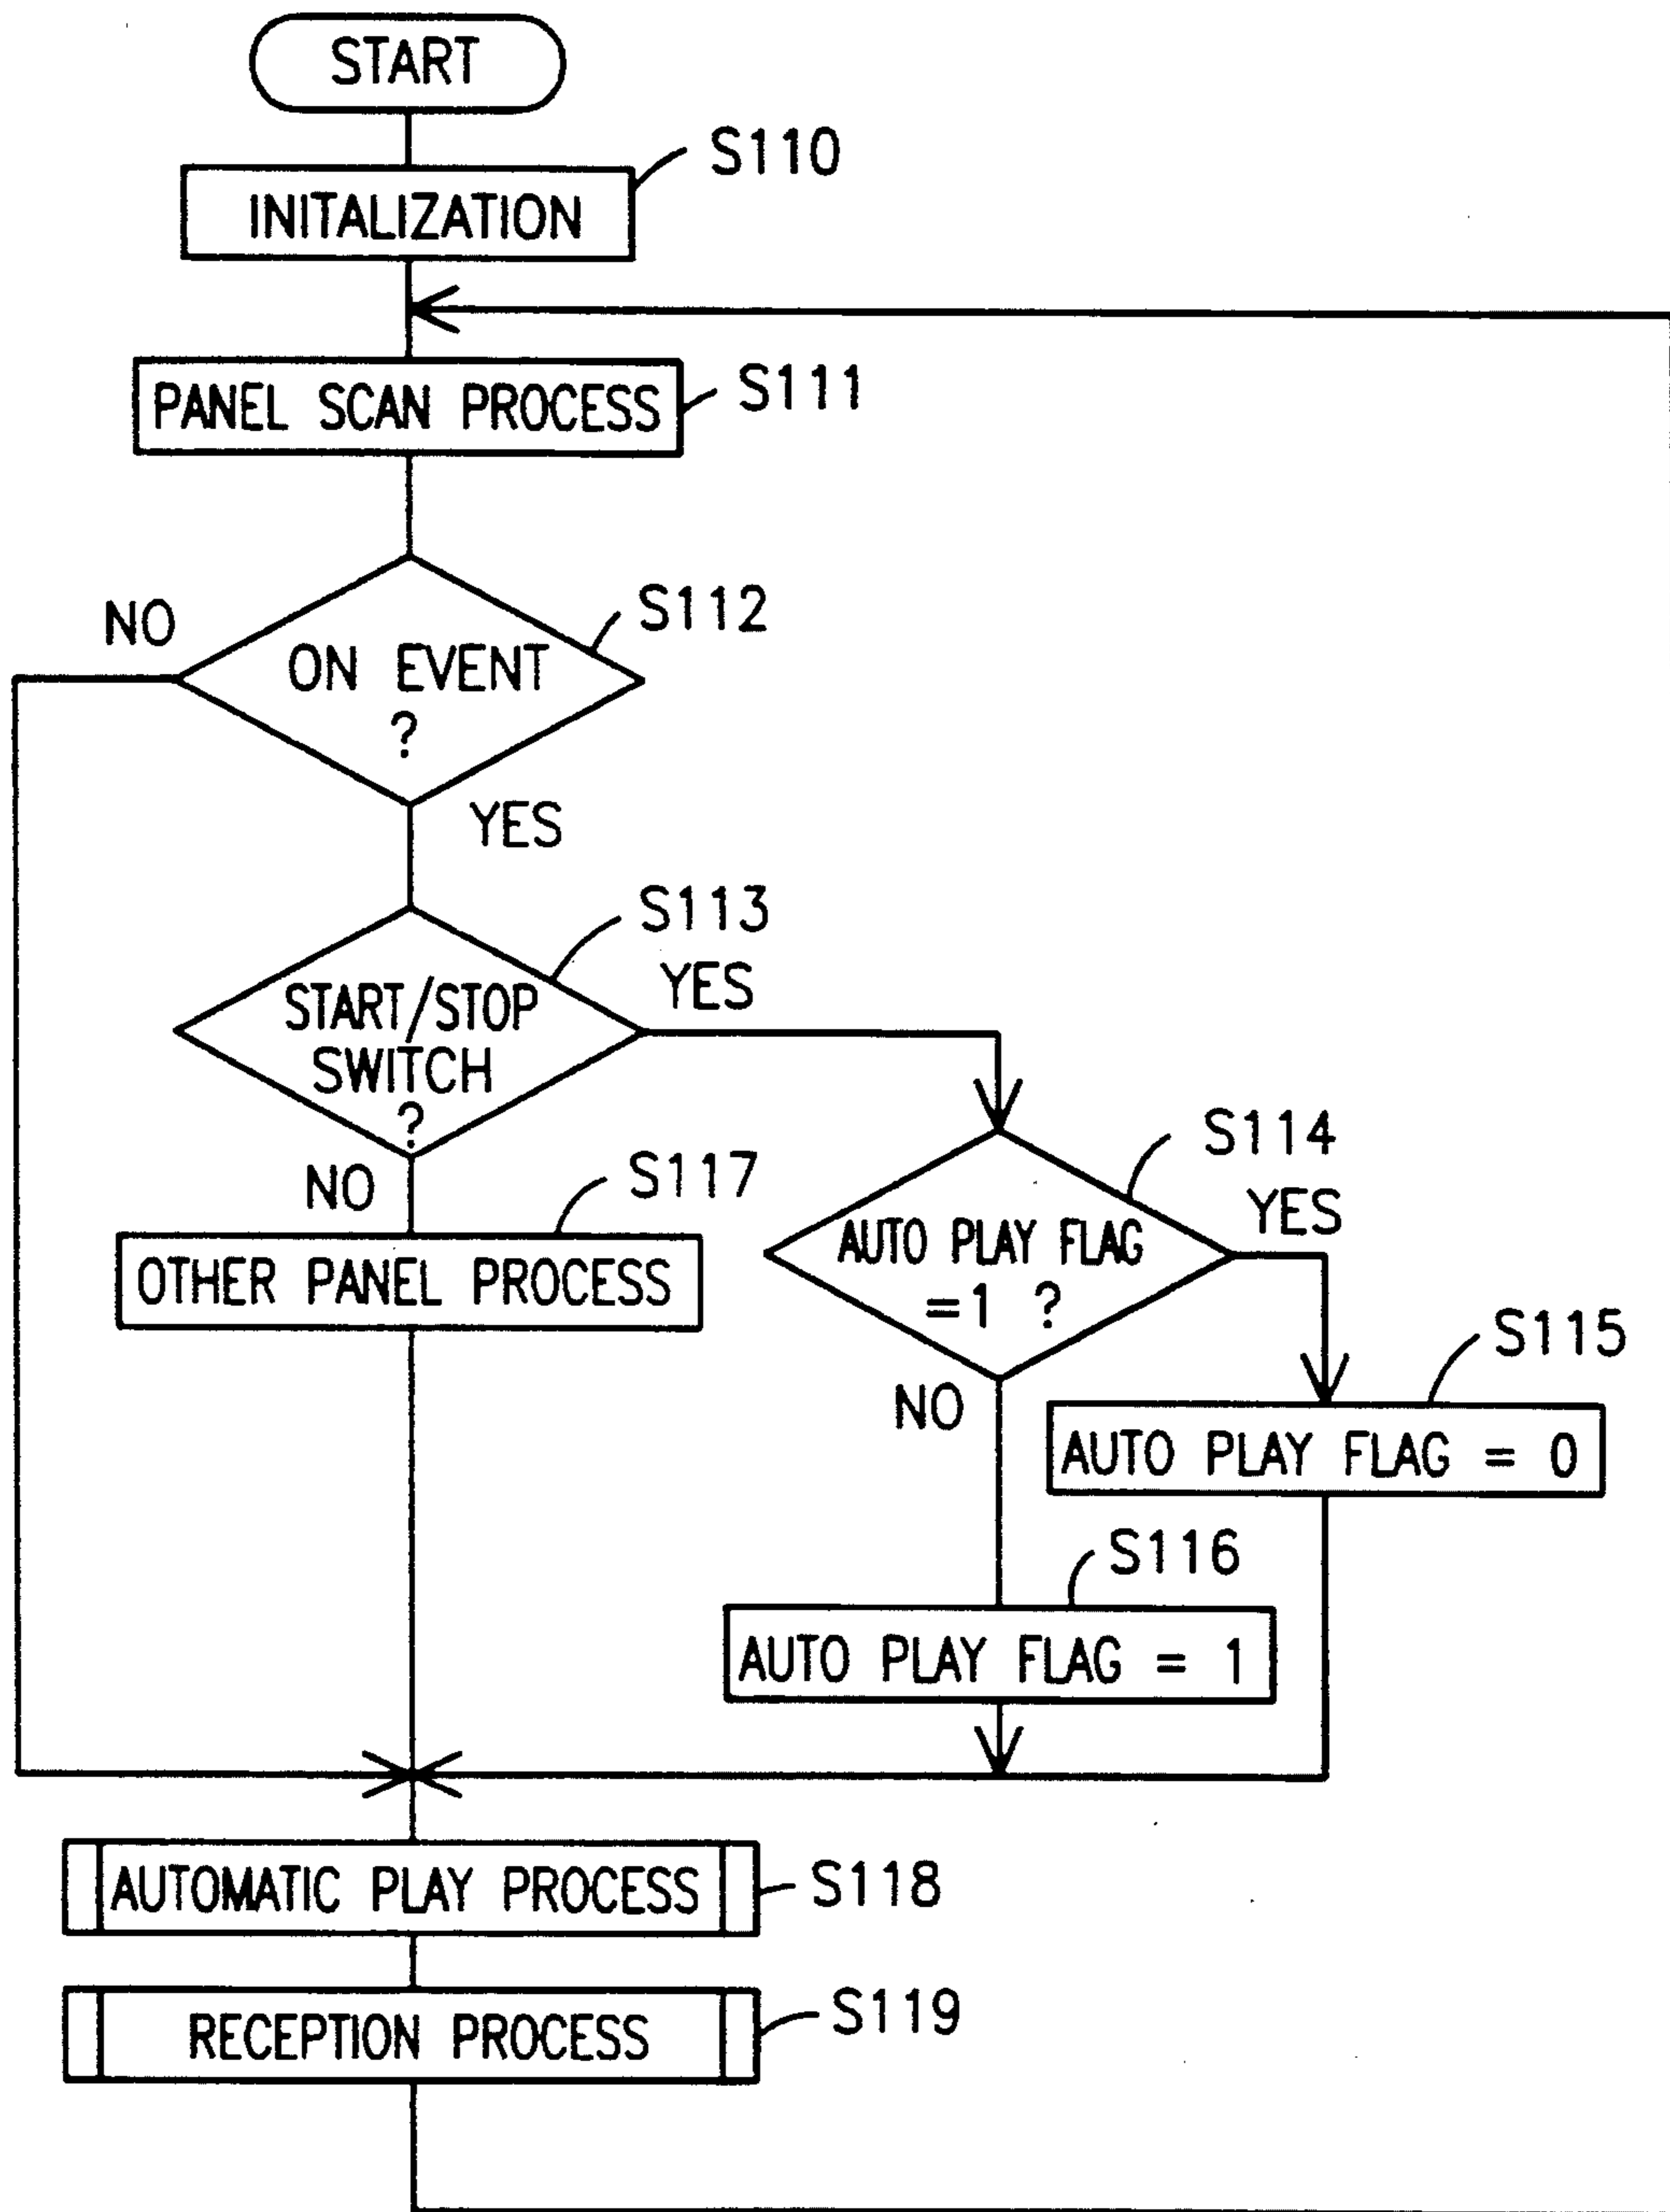 START
S110
INITALIZATION
PANEL SCAN PROCESS
S111
NO
S112
ON EVENT
?
YES
S113
YES
START/STOP
SWITCH
?
NO
S117
OTHER PANEL PROCESS
S114
YES
AUTO PLAY FLAG
=1 ?
NO
S115
AUTO PLAY FLAG = 0
S116
AUTO PLAY FLAG = 1
AUTOMATIC PLAY PROCESS
S118
RECEPTION PROCESS
S119